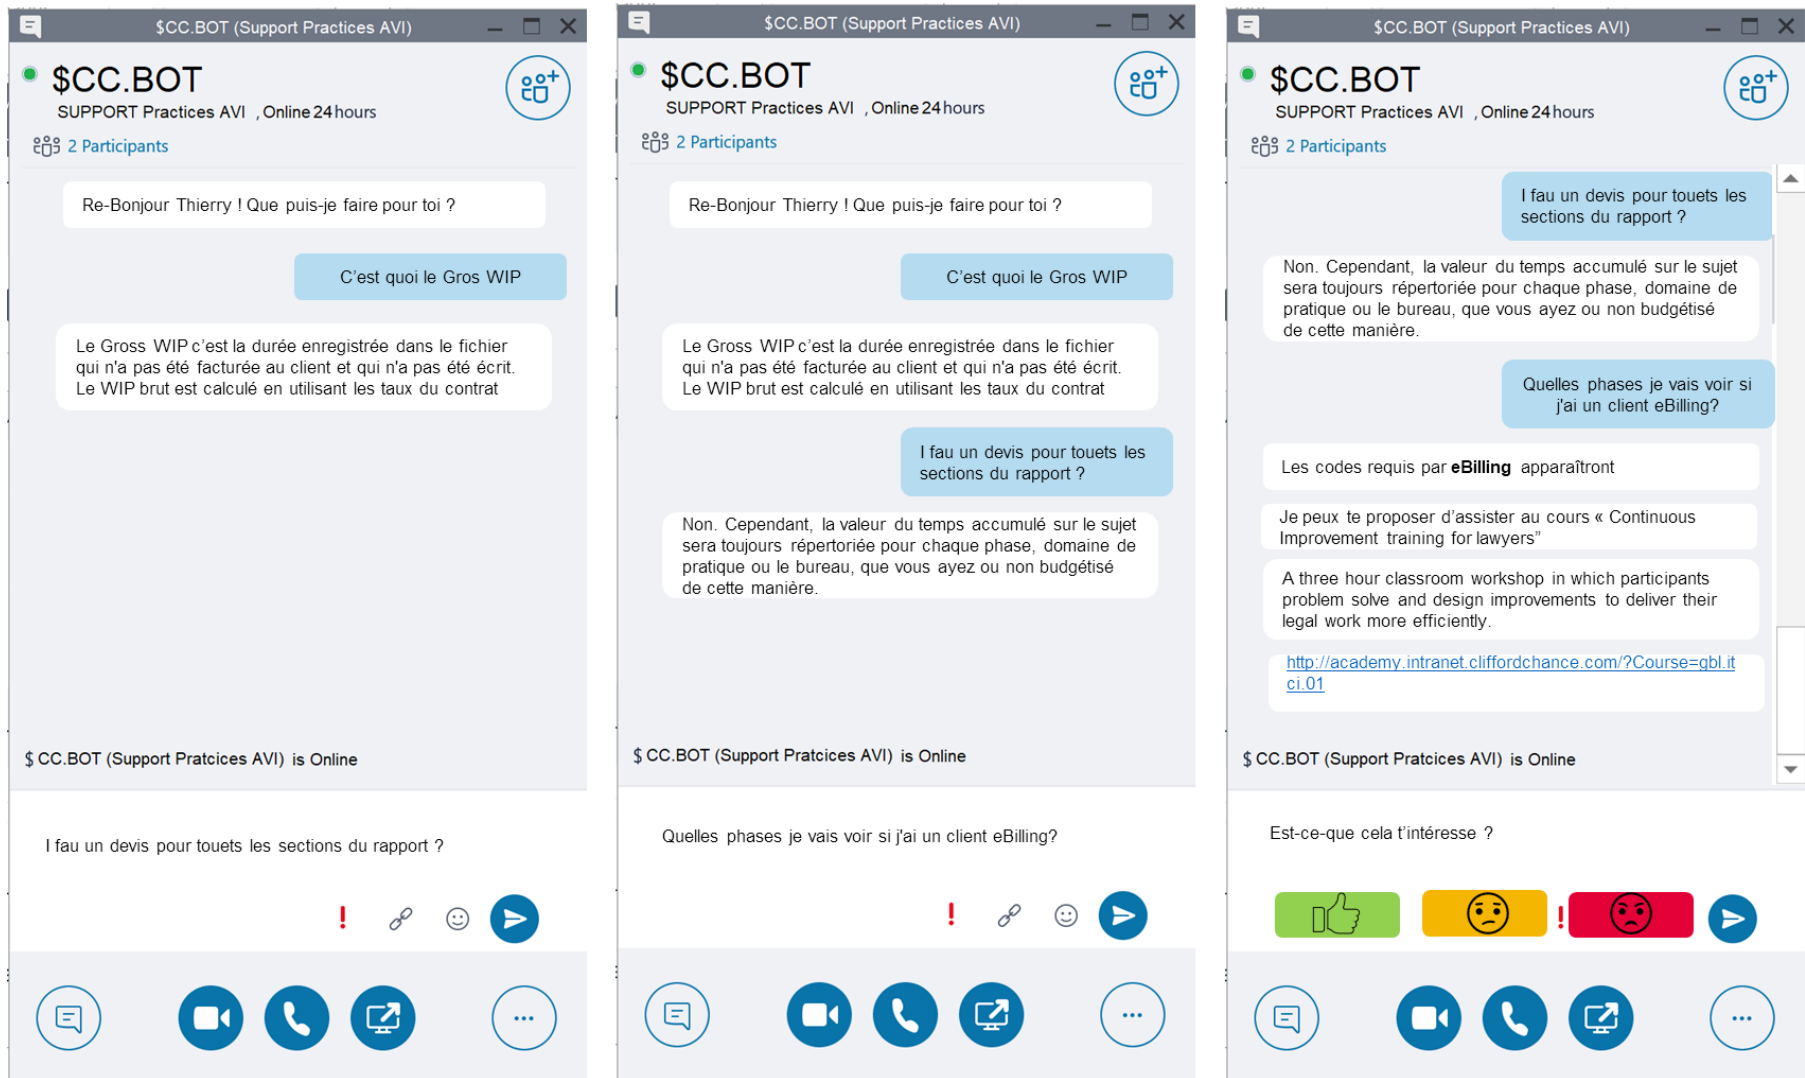 $CC.BOT (Support Practices AVI)
$CC.BOT
SUPPORT Practices AVI , Online 24 hours
2 Participants
Re-Bonjour Thierry ! Que puis-je faire pour toi ?
C'est quoi le Gros WIP
Le Gross WIP c'est la durée enregistrée dans le fichier
qui n'a pas été facturée au client et qui n'a pas été écrit.
Le WIP brut est calculé en utilisant les taux du contrat
$ CC.BOT (Support Pratcices AVI) is Online
I fau un devis pour touets les sections du rapport ?
$CC.BOT (Support Practices AVI)
$CC.BOT
SUPPORT Practices AVI , Online 24 hours
2 Participants
Re-Bonjour Thierry ! Que puis-je faire pour toi ?
C'est quoi le Gros WIP
Le Gross WIP c'est la durée enregistrée dans le fichier
qui n'a pas été facturée au client et qui n'a pas été écrit.
Le WIP brut est calculé en utilisant les taux du contrat
I fau un devis pour touets les
sections du rapport ?
Non. Cependant, la valeur du temps accumulé sur le sujet
sera toujours répertoriée pour chaque phase, domaine de
pratique ou le bureau, que vous ayez ou non budgétisé
de cette manière.
$ CC.BOT (Support Pratcices AVI) is Online
Quelles phases je vais voir si j'ai un client eBilling?
$CC.BOT (Support Practices AVI)
$CC.BOT
SUPPORT Practices AVI , Online 24 hours
2 Participants
I fau un devis pour touets les
sections du rapport ?
Non. Cependant, la valeur du temps accumulé sur le sujet
sera toujours répertoriée pour chaque phase, domaine de
pratique ou le bureau, que vous ayez ou non budgétisé
de cette manière.
Quelles phases je vais voir si
j'ai un client eBilling?
Les codes requis par eBilling apparaîtront
Je peux te proposer d'assister au cours « Continuous
Improvement training for lawyers"
A three hour classroom workshop in which participants
problem solve and design improvements to deliver their
legal work more efficiently.
http://academy.intranet.cliffordchance.com/?Course=gbl.it
ci.01
$ CC.BOT (Support Pratcices AVI) is Online
Est-ce-que cela t'intéresse ?